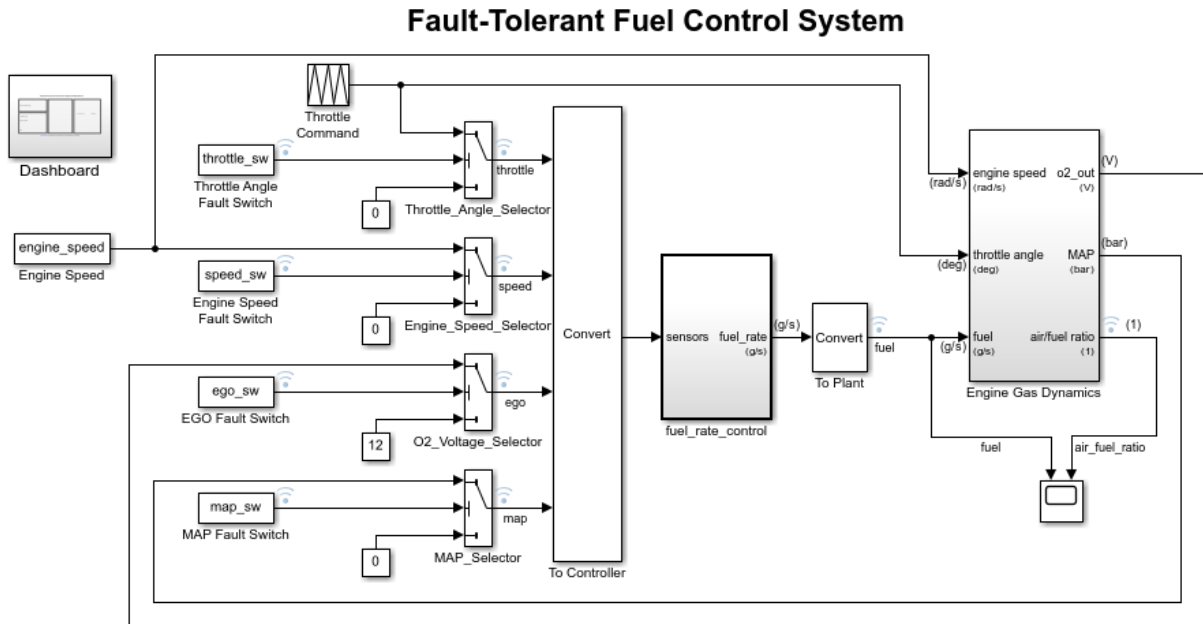 Fault-Tolerant Fuel Control System
Dashboard
Throttle
Command
throttle_sw
Throttle Angle
Fault Switch
0
throttle
Throttle_Angle_Selector
engine_speed
Engine Speed
speed_sw
Engine Speed
Fault Switch
0
speed
Engine_Speed_Selector
ego_sw
EGO Fault Switch
12
ego
O2_Voltage_Selector
map_sw
MAP Fault Switch
0
map
MAP_Selector
Convert
To Controller
sensors
fuel_rate
(g/s)
fuel_rate_control
(g/s)
Convert
To Plant
fuel
(rad/s)
(deg)
(g/s)
engine speed
(rad/s)
throttle angle
(deg)
fuel
(g/s)
o2_out
(V)
MAP
(bar)
air/fuel ratio
(1)
Engine Gas Dynamics
(V)
(bar)
(1)
fuel
air_fuel_ratio